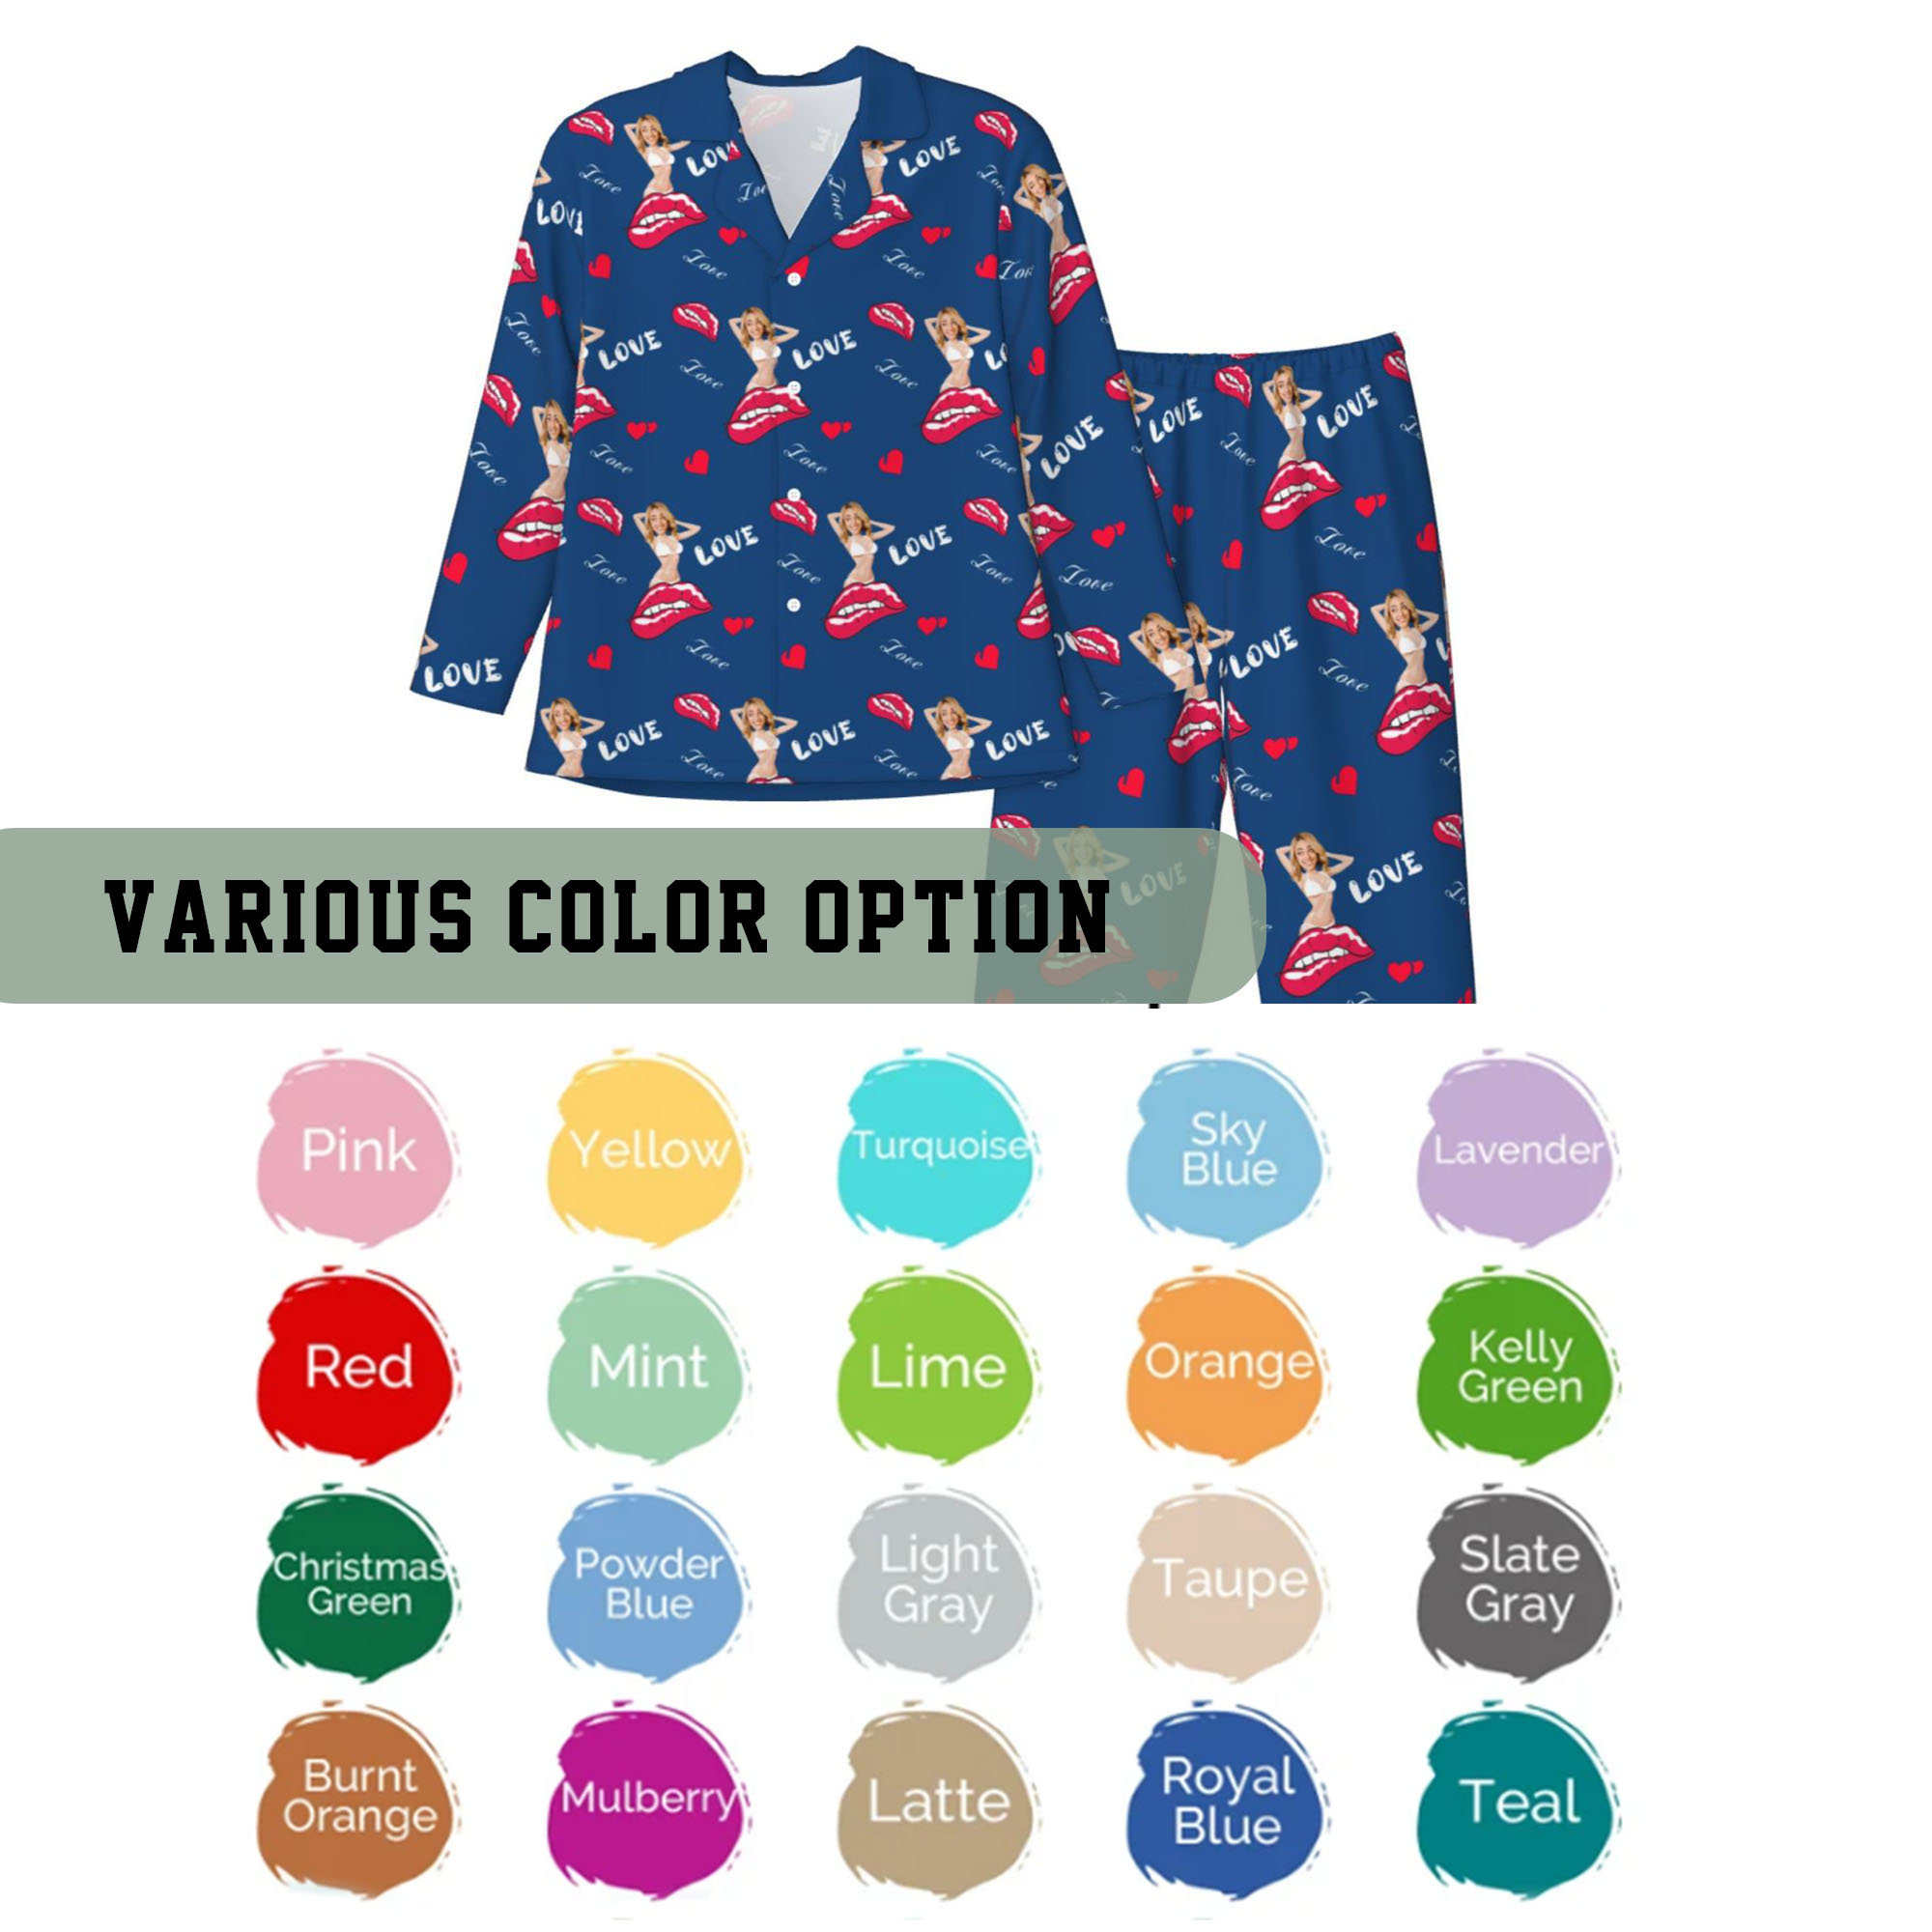 LOVE
Love
VARIOUS COLOR OPTION
Pink
Yellow
Turquoise
Sky
Blue
Lavender
Red
Mint
Lime
Orange
Kelly
Green
Christmas
Green
Powder
Blue
Light
Gray
Taupe
Slate
Gray
Burnt
Orange
Mulberry
Latte
Royal
Blue
Teal